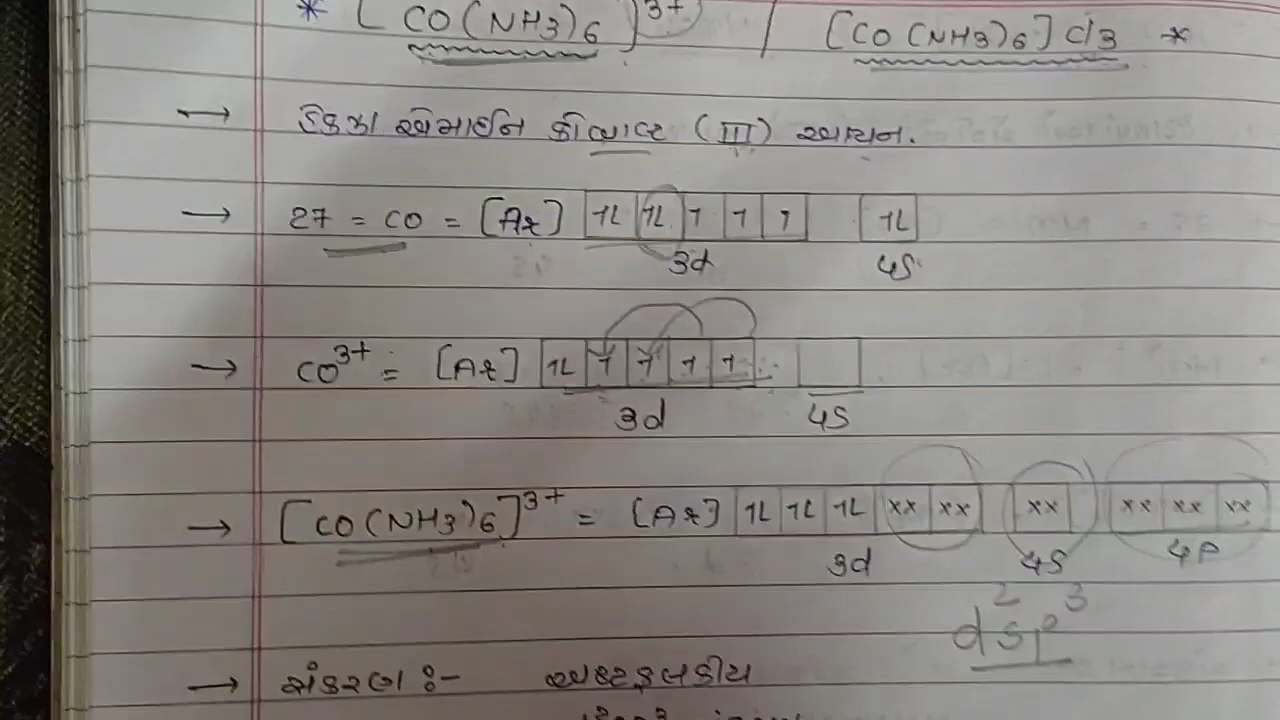 * [CO(NH3)6]3+ / [CO(NH3)6]Cl3 *
→ હેકઝા એમાઈન કોબાલ્ટ (III) આયન.
→ 27 = CO = [Ar] 1L 1L 1 1 1 1L
3d 4S
→ CO3+ = [Ar] 1L 1 1 1 1
3d 4S
→ [CO(NH3)6]3+ = [Ar] 1L 1L 1L xx xx xx xx xx xx
3d 4S 4P
d2sp3
→ સંકરણ :- અષ્ટફલકીય